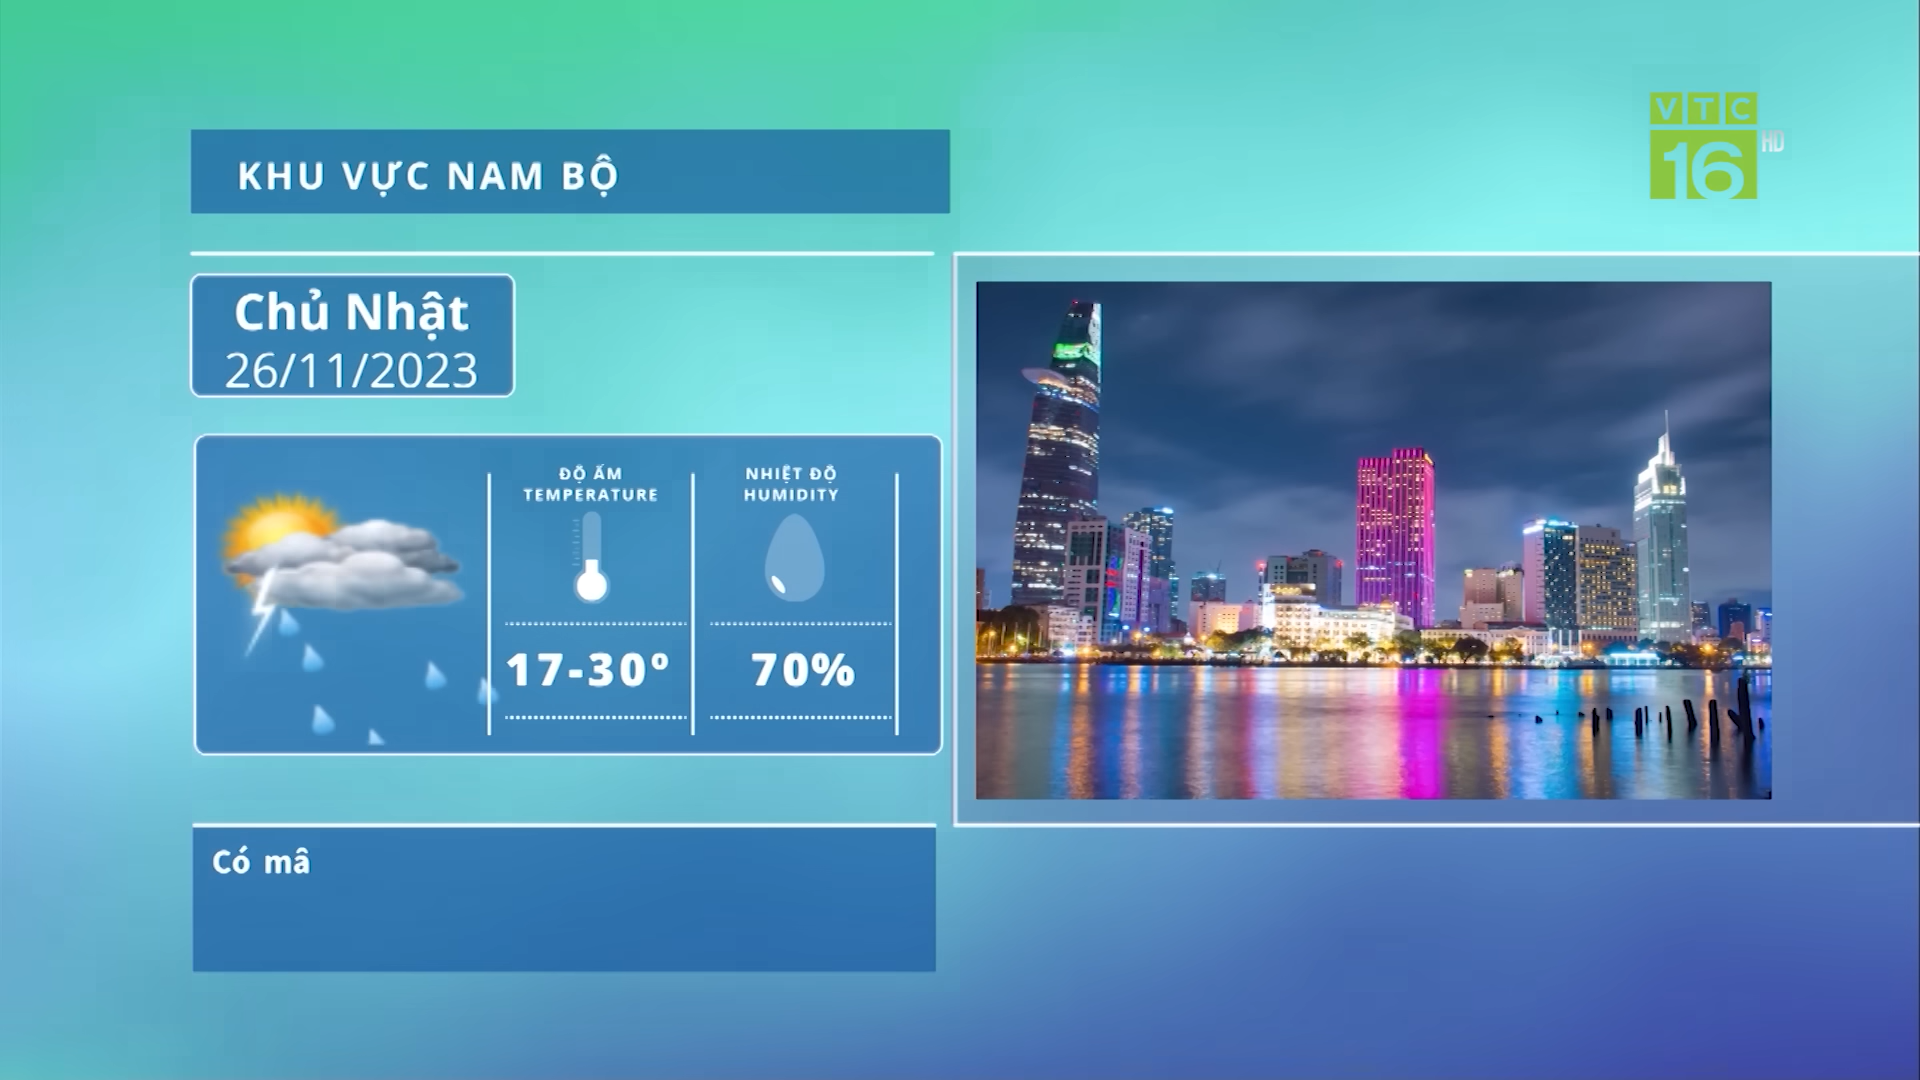 VTC
16
HD
KHU VỰC NAM BỘ
Chủ Nhật
26/11/2023
ĐỘ ẨM
TEMPERATURE
17-30°
NHIỆT ĐỘ
HUMIDITY
70%
Có mâ